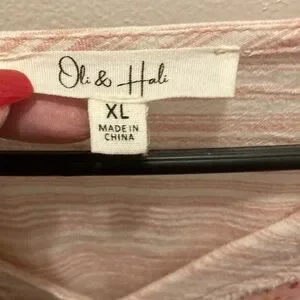 Oli & Hali
XL
MADE IN
CHINA